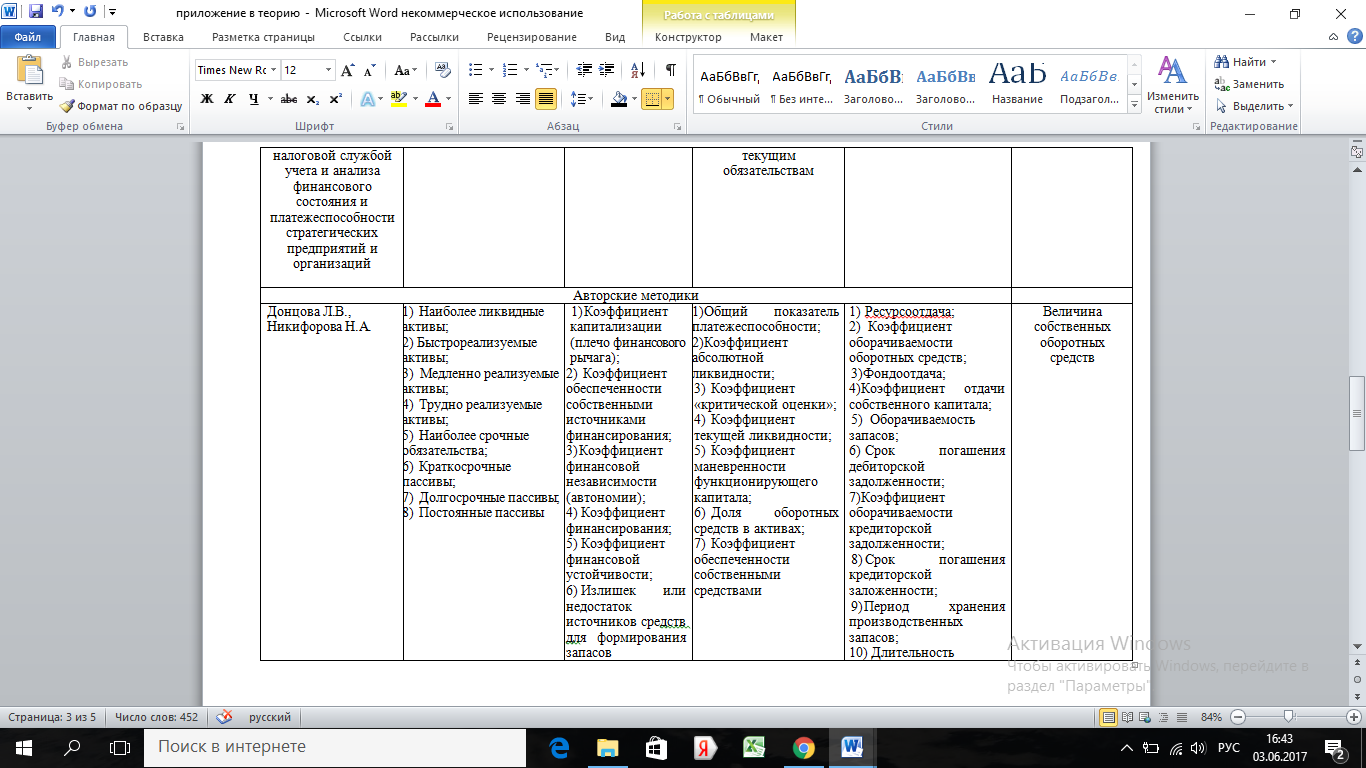 приложение в теорию - Microsoft Word некоммерческое использование
Работа с таблицами
Файл Главная Вставка Разметка страницы Ссылки Рассылки Рецензирование Вид Конструктор Макет
Вставить
Вырезать
Копировать
Формат по образцу
Буфер обмена
Times New Ro 12
Ж К Ч abc x₂ x²
Шрифт
Абзац
АаБбВвГг, АаБбВвГг, АаБбВ АаБбВв АаБ АаБбВв.
¶ Обычный ¶ Без инте... Заголово... Заголово... Название Подзагол...
Изменить стили
Стили
Найти
Заменить
Выделить
Редактирование
налоговой службой
учета и анализа
финансового
состояния и
платежеспособности
стратегических
предприятий и
организаций
текущим
обязательствам
Авторские методики
Донцова Л.В.,
Никифорова Н.А.
1) Наиболее ликвидные
активы;
2) Быстрореализуемые
активы;
3) Медленно реализуемые
активы;
4) Трудно реализуемые
активы;
5) Наиболее срочные
обязательства;
6) Краткосрочные
пассивы;
7) Долгосрочные пассивы;
8) Постоянные пассивы
1)Коэффициент
капитализации
(плечо финансового
рычага);
2) Коэффициент
обеспеченности
собственными
источниками
финансирования;
3)Коэффициент
финансовой
независимости
(автономии);
4) Коэффициент
финансирования;
5) Коэффициент
финансовой
устойчивости;
6) Излишек или
недостаток
источников средств
для формирования
запасов
1)Общий показатель
платежеспособности;
2)Коэффициент
абсолютной
ликвидности;
3) Коэффициент
«критической оценки»;
4) Коэффициент
текущей ликвидности;
5) Коэффициент
маневренности
функционирующего
капитала;
6) Доля оборотных
средств в активах;
7) Коэффициент
обеспеченности
собственными
средствами
1) Ресурсоотдача;
2) Коэффициент
оборачиваемости
оборотных средств;
3)Фондоотдача;
4)Коэффициент отдачи
собственного капитала;
5) Оборачиваемость
запасов;
6) Срок погашения
дебиторской
задолженности;
7)Коэффициент
оборачиваемости
кредиторской
задолженности;
8) Срок погашения
кредиторской
заложенности;
9)Период хранения
производственных
запасов;
10) Длительность
Величина
собственных
оборотных
средств
Активация Windows
Чтобы активировать Windows, перейдите в
раздел "Параметры"
Страница: 3 из 5 Число слов: 452 русский 84%
Поиск в интернете
РУС
16:43
03.06.2017
2